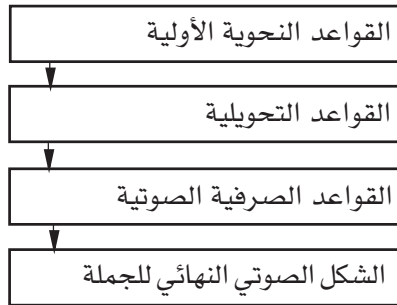 القواعد النحوية الأولية
القواعد التحويلية
القواعد الصرفية الصوتية
الشكل الصوتي النهائي للجملة